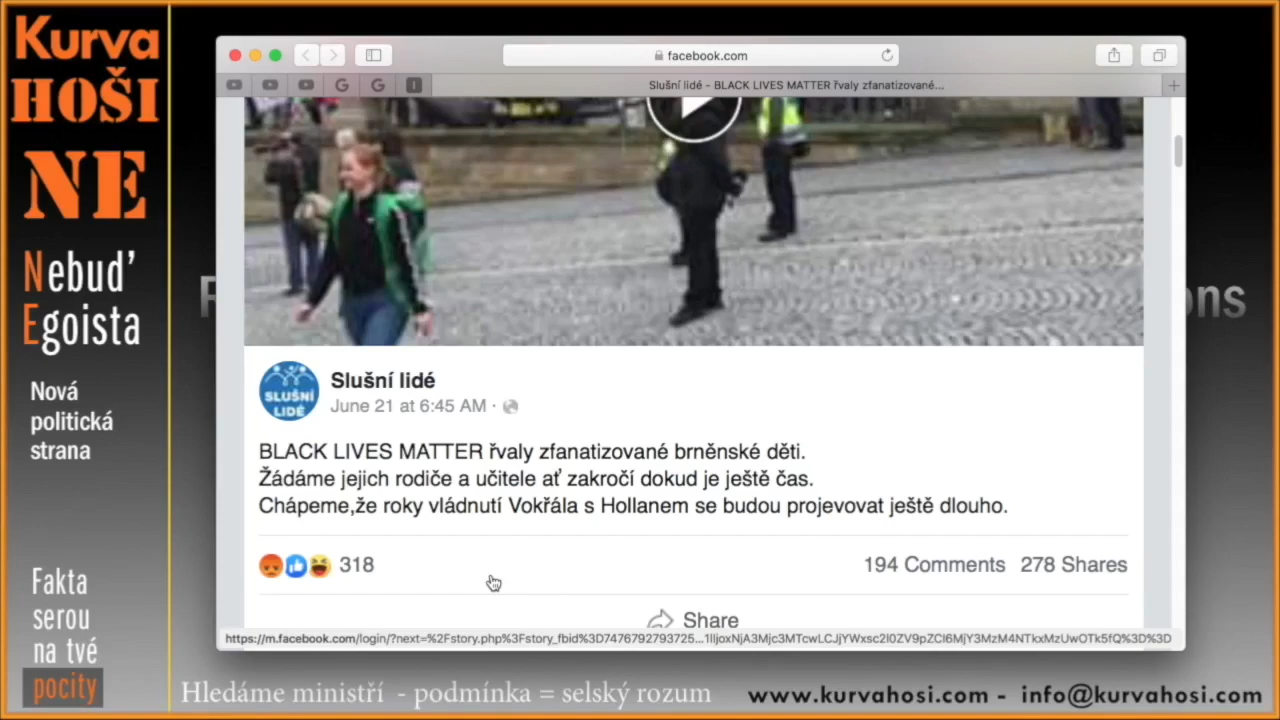 Kurva
HOŠI
NE
Nebuď
Egoista
Nová
politická
strana
Fakta
serou
na tvé
pocity
facebook.com
Slušní lidé - BLACK LIVES MATTER řvaly zfanatizované...
ons
Slušní lidé
SLUŠNÍ
LIDÉ
June 21 at 6:45 AM ·
BLACK LIVES MATTER řvaly zfanatizované brněnské děti.
Žádáme jejich rodiče a učitele ať zakročí dokud je ještě čas.
Chápeme,že roky vládnutí Vokřála s Hollanem se budou projevovat ještě dlouho.
318
194 Comments 278 Shares
Share
Hledáme ministří - podmínka = selský rozum
www.kurvahosi.com - info@kurvahosi.com